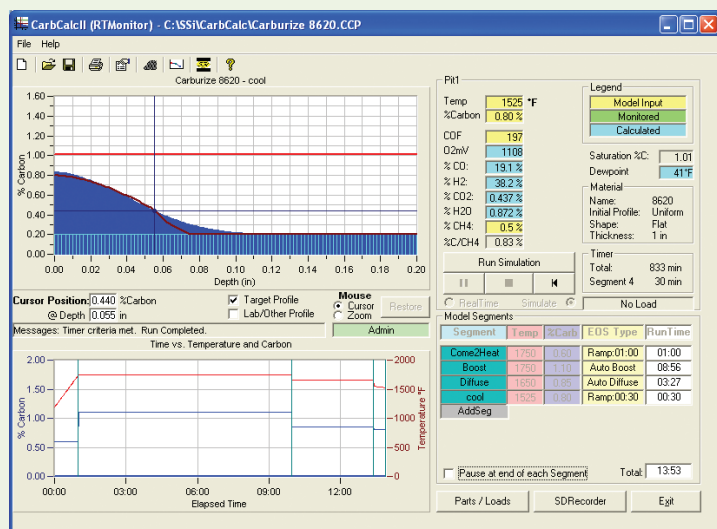 CarbCalcII (RTMonitor) - C:\SSi\CarbCalc\Carburize 8620.CCP
File Help
Carburize 8620 - cool
1.60
1.40
1.20
1.00
0.80
0.60
0.40
0.20
0.00
% Carbon
0.00 0.02 0.04 0.06 0.08 0.10 0.12 0.14 0.16 0.18 0.20
Depth (in)
Cursor Position: 0.440 %Carbon
@ Depth 0.055 in
Target Profile
Lab/Other Profile
Mouse
Cursor
Zoom
Restore
Messages: Timer criteria met. Run Completed.
Admin
Time vs. Temperature and Carbon
2.00
1.50
1.00
0.50
0.00
% Carbon
2000
1500
1000
500
0
Temperature °F
00:00 03:00 06:00 09:00 12:00
Elapsed Time
Pit1
Temp 1525 °F
%Carbon 0.80 %
COF 197
O2mV 1108
% CO: 19.1 %
% H2: 38.2 %
% CO2: 0.437 %
% H2O 0.872 %
% CH4: 0.5 %
%C/CH4 0.83 %
Legend
Model Input
Monitored
Calculated
Saturation %C: 1.01
Dewpoint 41°F
Material
Name: 8620
Initial Profile: Uniform
Shape: Flat
Thickness: 1 in
Run Simulation
RealTime Simulate
Timer
Total: 833 min
Segment 4 30 min
No Load
Model Segments
Segment Temp %Carb EOS Type RunTime
Come2Heat 1750 0.60 Ramp:01:00 01:00
Boost 1750 1.10 Auto Boost 08:56
Diffuse 1650 0.85 Auto Diffuse 03:27
cool 1525 0.80 Ramp:00:30 00:30
AddSeg
Pause at end of each Segment
Total: 13:53
Parts / Loads
SDRecorder
Exit